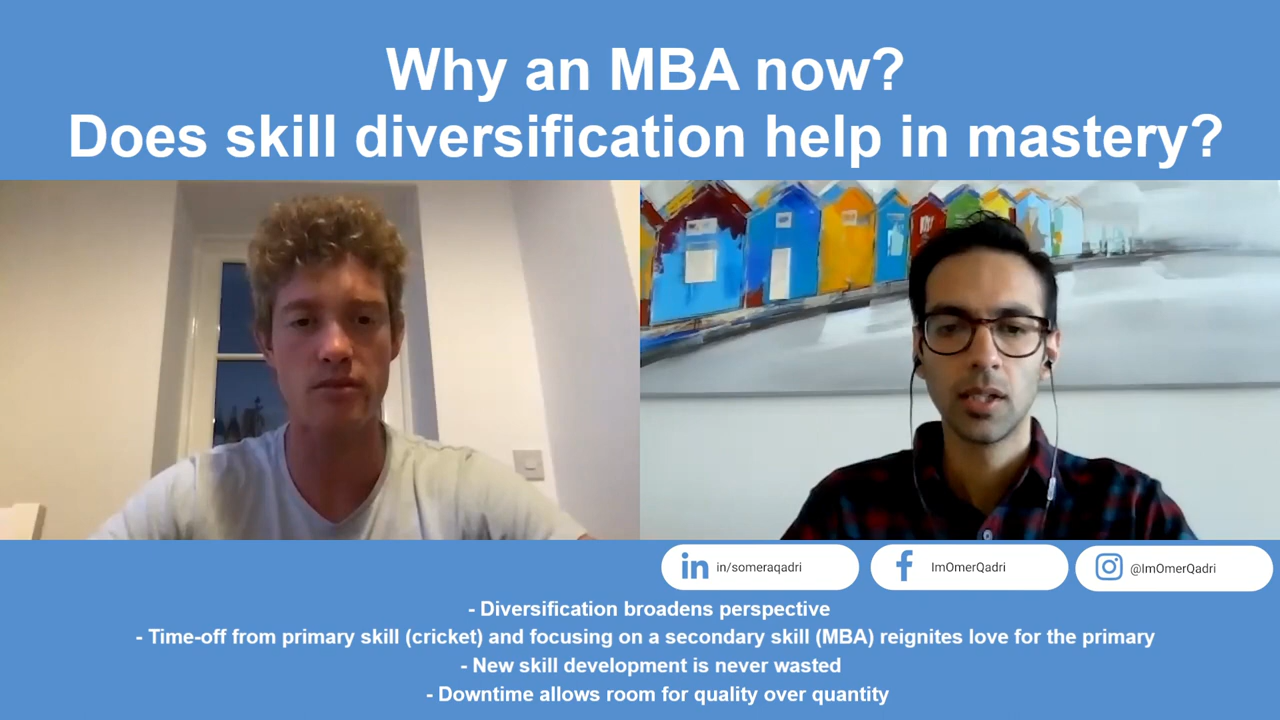 Why an MBA now?
Does skill diversification help in mastery?
in/someraqadri
ImOmerQadri
@ImOmerQadri
- Diversification broadens perspective
- Time-off from primary skill (cricket) and focusing on a secondary skill (MBA) reignites love for the primary
- New skill development is never wasted
- Downtime allows room for quality over quantity